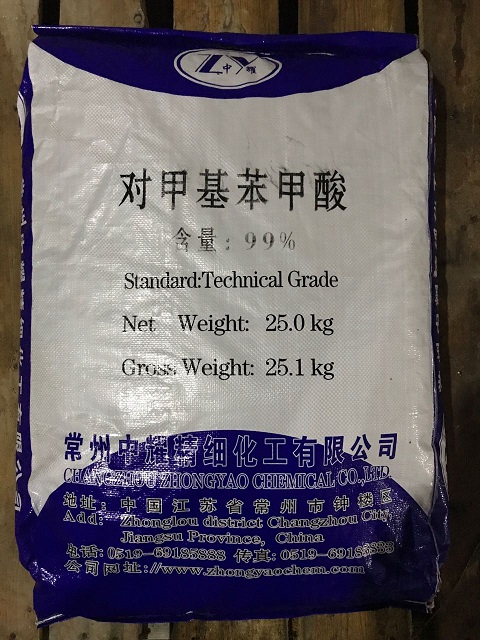 ZY 中耀
对甲基苯甲酸
含量：99%
Standard:Technical Grade
Net Weight: 25.0 kg
Gross Weight: 25.1 kg
常州中耀精细化工有限公司
CHANGZHOU ZHONGYAO CHEMICAL CO.,LTD
地址：中国江苏省常州市钟楼区
Add: Zhonglou district Changzhou City,
Jiangsu Province, China
电话：0519—69185888 传真：0519—69185883
公司网址://www.zhongyaochem.com